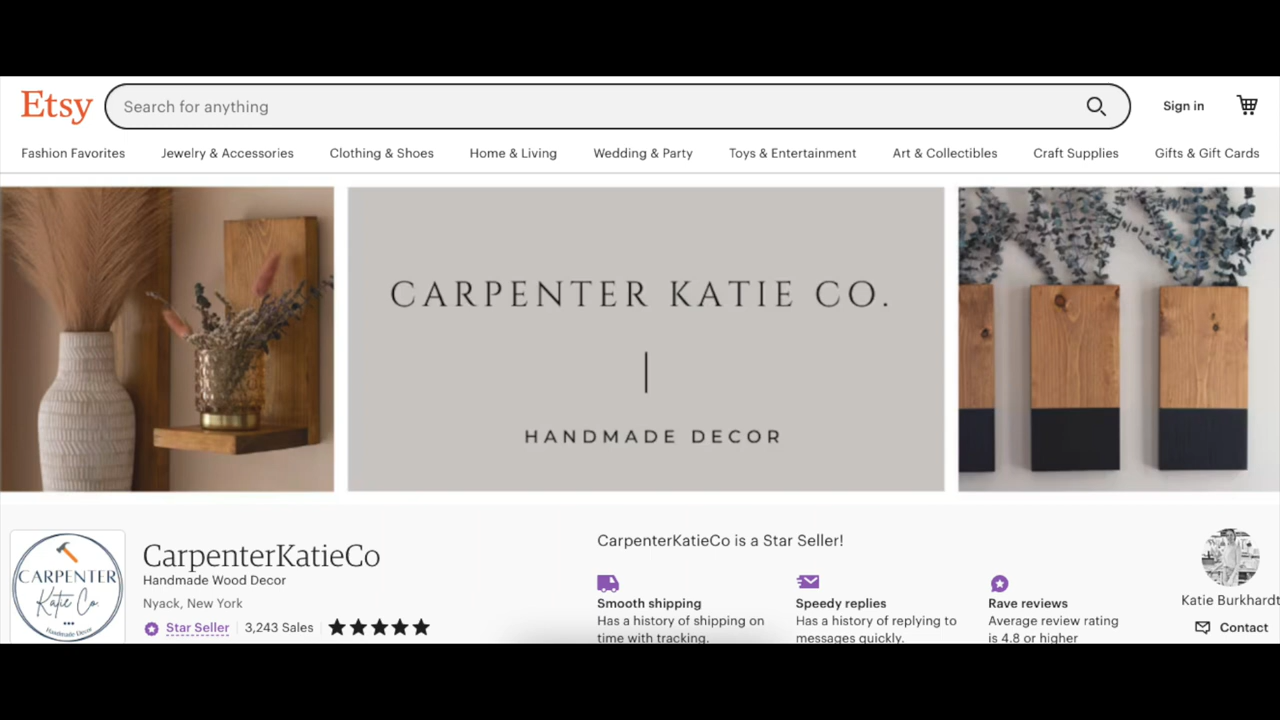 Etsy
Search for anything
Sign in
Fashion Favorites
Jewelry & Accessories
Clothing & Shoes
Home & Living
Wedding & Party
Toys & Entertainment
Art & Collectibles
Craft Supplies
Gifts & Gift Cards
CARPENTER KATIE CO.
HANDMADE DECOR
CARPENTER
Katie Co.
Handmade Decor
CarpenterKatieCo
Handmade Wood Decor
Nyack, New York
Star Seller
3,243 Sales
CarpenterKatieCo is a Star Seller!
Smooth shipping
Has a history of shipping on
time with tracking.
Speedy replies
Has a history of replying to
messages quickly.
Rave reviews
Average review rating
is 4.8 or higher
Katie Burkhardt
Contact